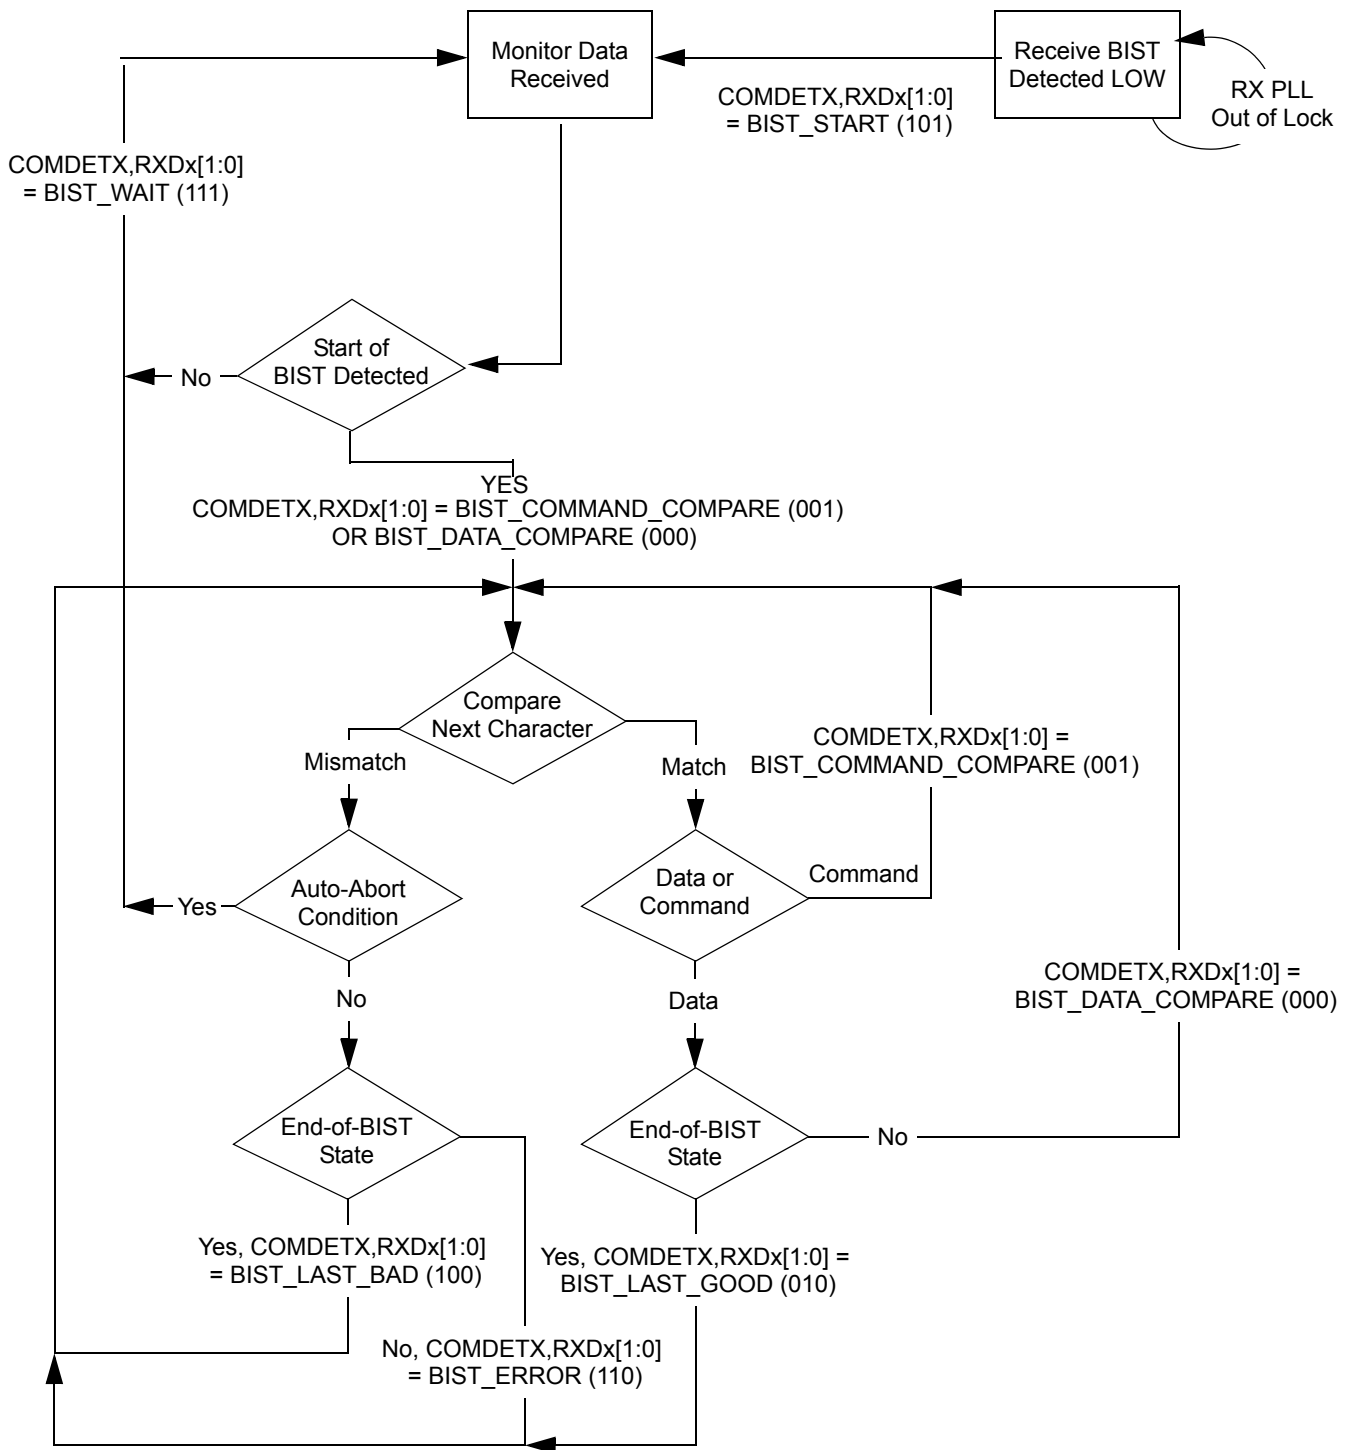 Monitor Data
Received
Receive BIST
Detected LOW
RX PLL
Out of Lock
COMDETX,RXDx[1:0]
= BIST_START (101)
COMDETX,RXDx[1:0]
= BIST_WAIT (111)
Start of
BIST Detected
No
YES
COMDETX,RXDx[1:0] = BIST_COMMAND_COMPARE (001)
OR BIST_DATA_COMPARE (000)
Compare
Next Character
Mismatch
Match
COMDETX,RXDx[1:0] =
BIST_COMMAND_COMPARE (001)
Auto-Abort
Condition
Yes
Data or
Command
Command
No
Data
COMDETX,RXDx[1:0] =
BIST_DATA_COMPARE (000)
End-of-BIST
State
End-of-BIST
State
No
Yes, COMDETX,RXDx[1:0]
= BIST_LAST_BAD (100)
Yes, COMDETX,RXDx[1:0] =
BIST_LAST_GOOD (010)
No, COMDETX,RXDx[1:0]
= BIST_ERROR (110)